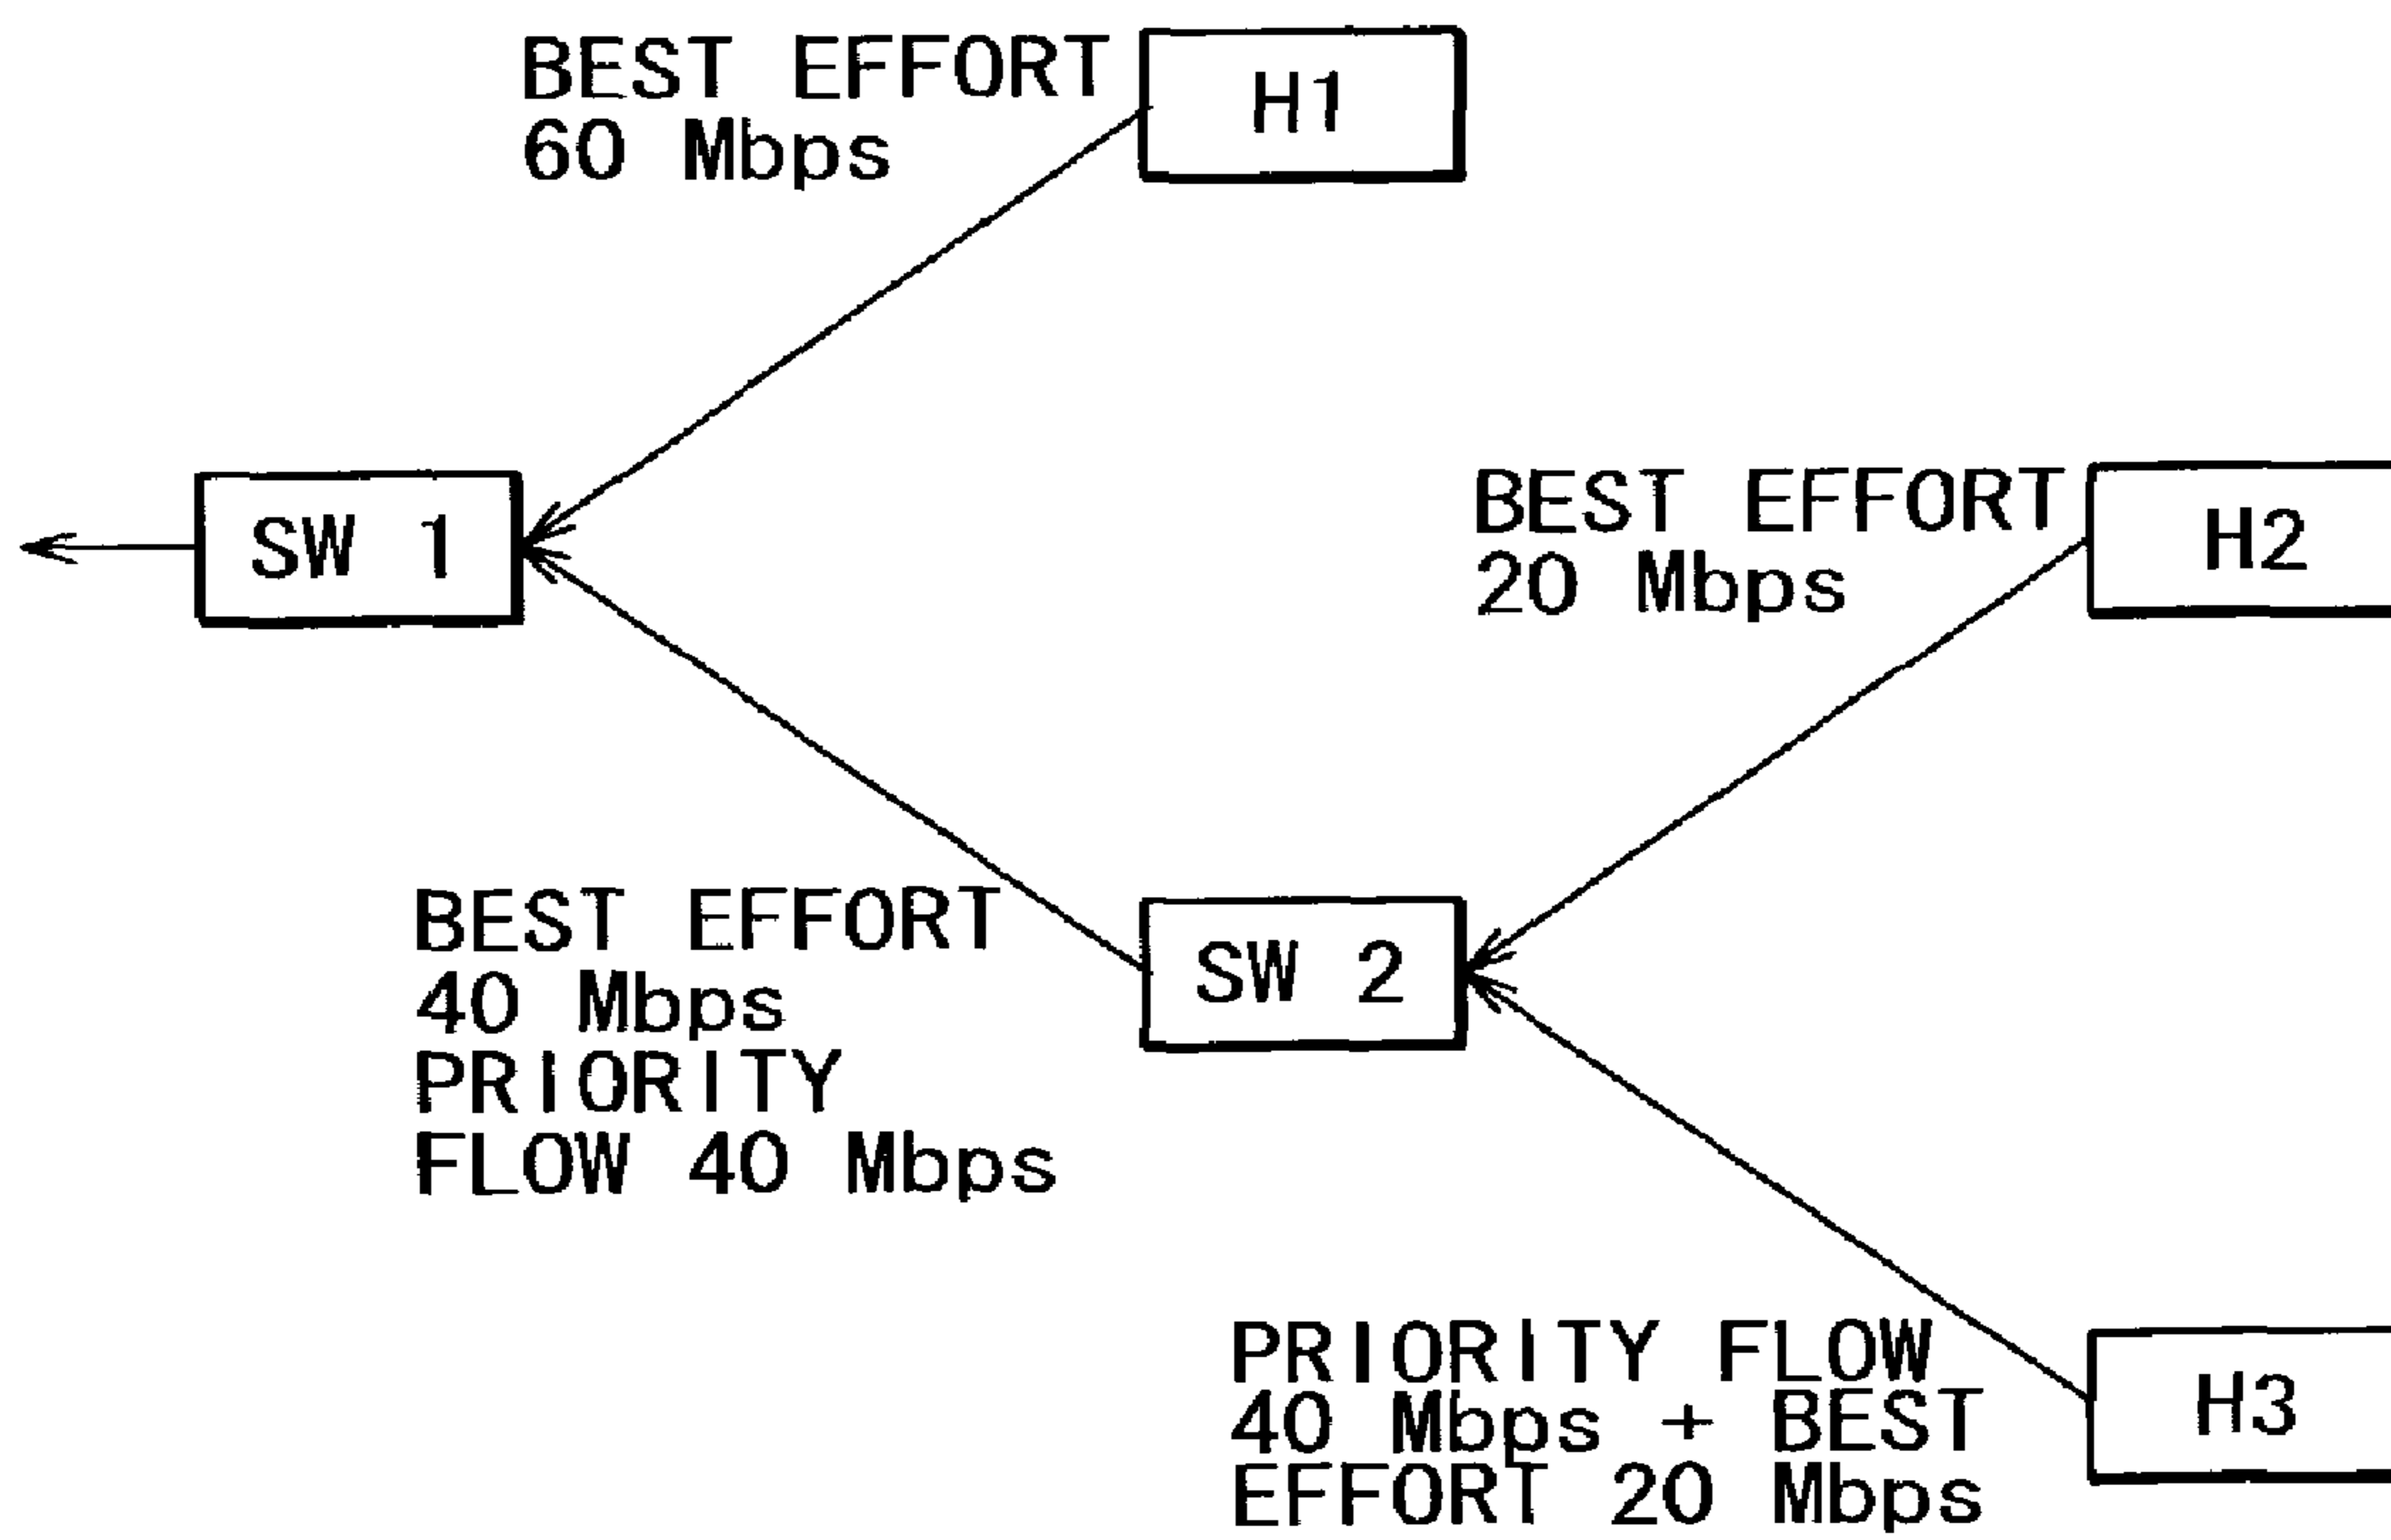 BEST EFFORT
60 Mbps
H1
SW 1
BEST EFFORT
20 Mbps
H2
BEST EFFORT
40 Mbps
PRIORITY
FLOW 40 Mbps
SW 2
PRIORITY FLOW
40 Mbps + BEST
EFFORT 20 Mbps
H3